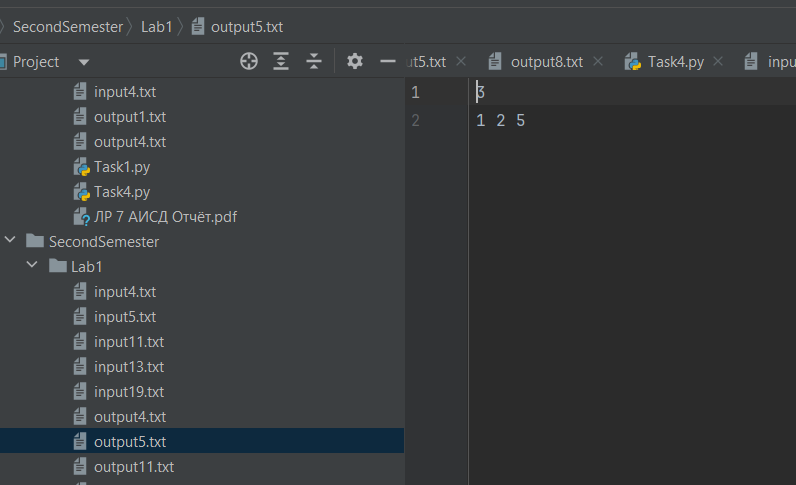 SecondSemester Lab1 output5.txt
Project
ut5.txt output8.txt Task4.py inpu
input4.txt
output1.txt
output4.txt
Task1.py
Task4.py
ЛР 7 АИСД Отчёт.pdf
SecondSemester
Lab1
input4.txt
input5.txt
input11.txt
input13.txt
input19.txt
output4.txt
output5.txt
output11.txt
1 3
2 1 2 5